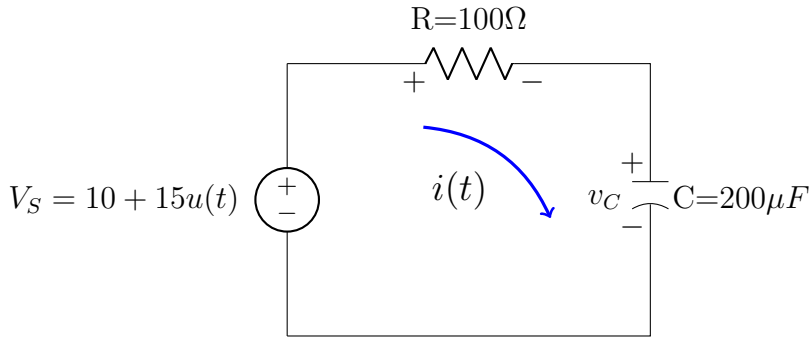 R=100Ω
+ −
V_S = 10 + 15u(t)
+
−
i(t)
+
v_C
−
C=200μF